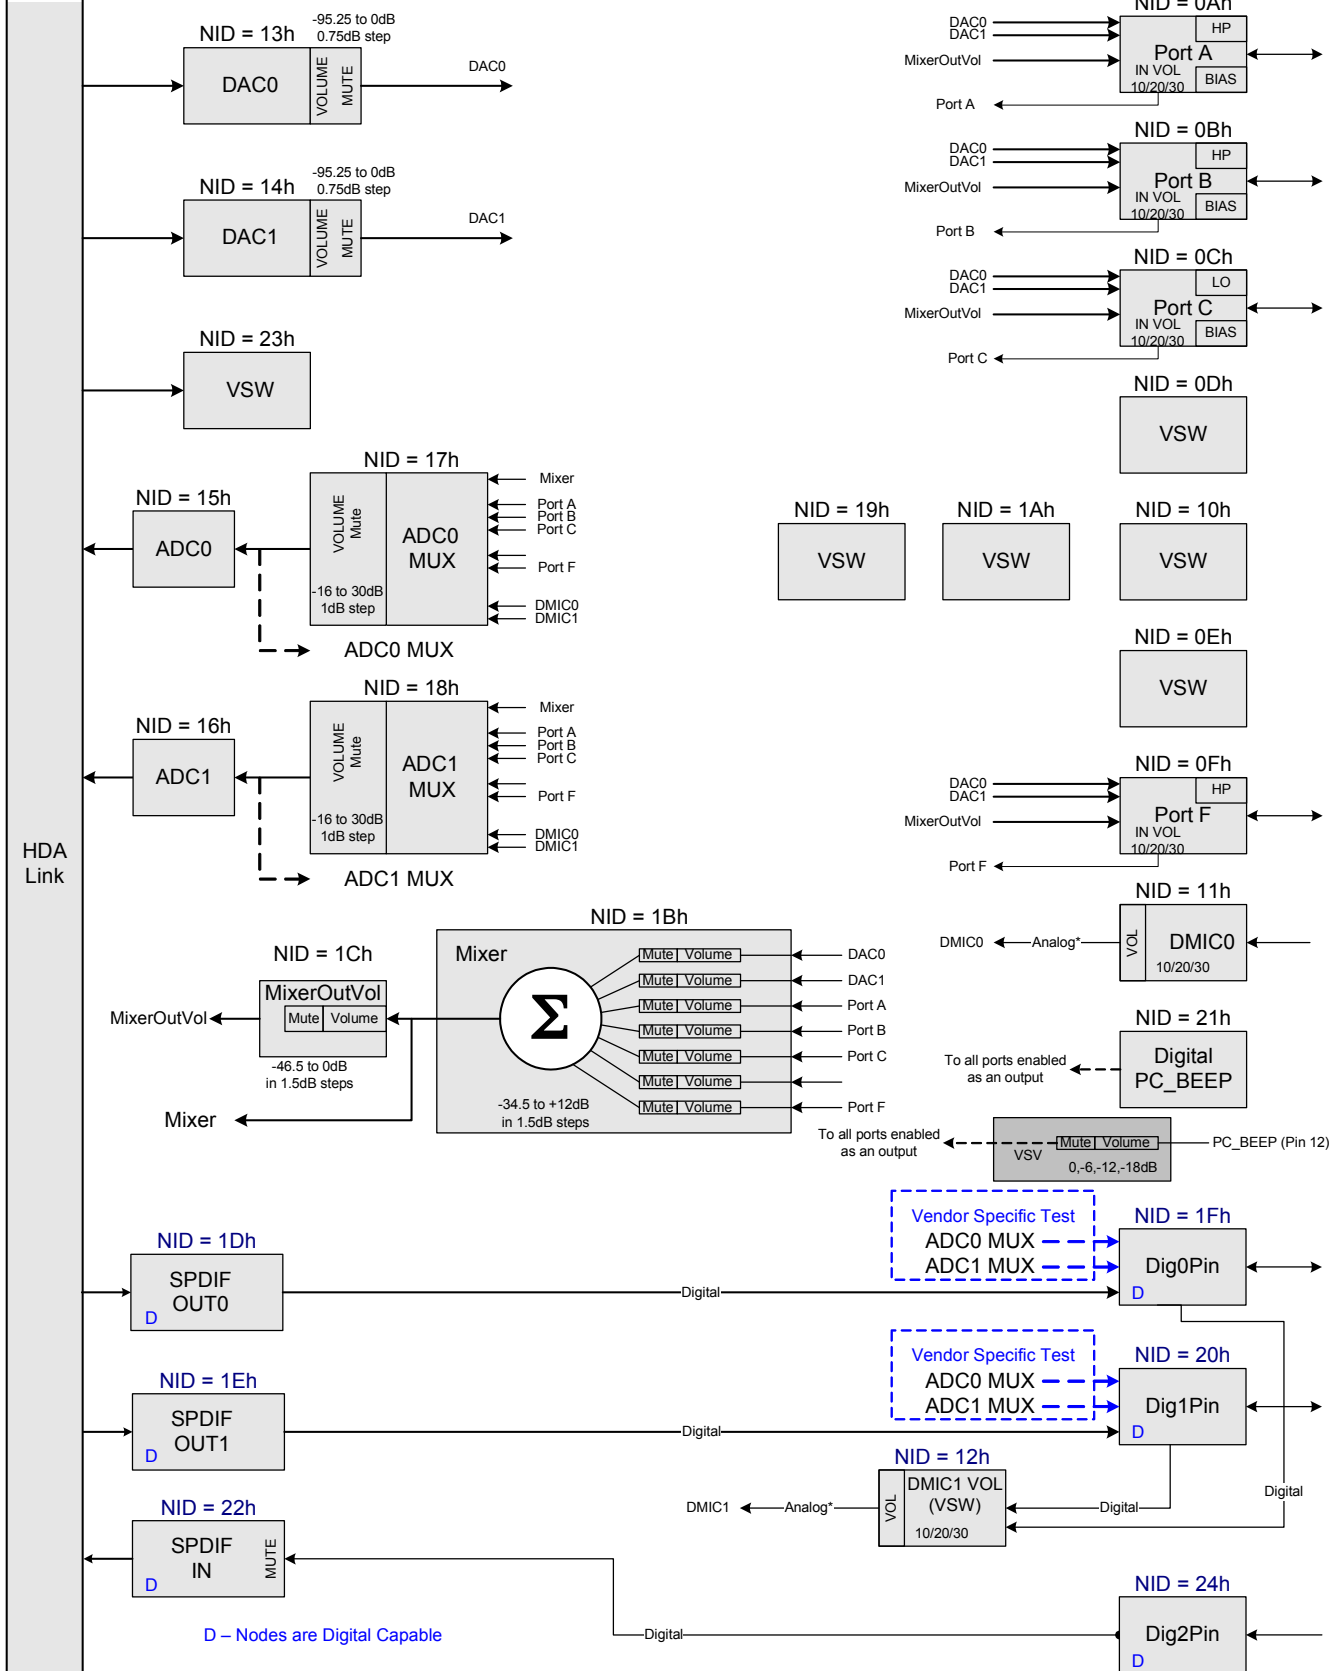 NID = 13h
-95.25 to 0dB
0.75dB step
DAC0
VOLUME
MUTE
DAC0
NID = 14h
-95.25 to 0dB
0.75dB step
DAC1
VOLUME
MUTE
DAC1
NID = 23h
VSW
NID = 17h
NID = 15h
ADC0
VOLUME
Mute
-16 to 30dB
1dB step
ADC0
MUX
Mixer
Port A
Port B
Port C
Port F
DMIC0
DMIC1
ADC0 MUX
NID = 18h
NID = 16h
ADC1
VOLUME
Mute
-16 to 30dB
1dB step
ADC1
MUX
Mixer
Port A
Port B
Port C
Port F
DMIC0
DMIC1
ADC1 MUX
HDA
Link
NID = 1Bh
Mixer
Σ
Mute Volume
DAC0
Mute Volume
DAC1
Mute Volume
Port A
Mute Volume
Port B
Mute Volume
Port C
Mute Volume
Mute Volume
Port F
-34.5 to +12dB
in 1.5dB steps
NID = 1Ch
MixerOutVol
Mute Volume
MixerOutVol
-46.5 to 0dB
in 1.5dB steps
Mixer
NID = 0Ah
DAC0
DAC1
MixerOutVol
HP
Port A
IN VOL
10/20/30
BIAS
Port A
NID = 0Bh
DAC0
DAC1
MixerOutVol
HP
Port B
IN VOL
10/20/30
BIAS
Port B
NID = 0Ch
DAC0
DAC1
MixerOutVol
LO
Port C
IN VOL
10/20/30
BIAS
Port C
NID = 0Dh
VSW
NID = 19h
VSW
NID = 1Ah
VSW
NID = 10h
VSW
NID = 0Eh
VSW
NID = 0Fh
DAC0
DAC1
MixerOutVol
HP
Port F
IN VOL
10/20/30
Port F
NID = 11h
DMIC0
Analog*
VOL
DMIC0
10/20/30
NID = 21h
To all ports enabled
as an output
Digital
PC_BEEP
To all ports enabled
as an output
VSV
Mute Volume
0,-6,-12,-18dB
PC_BEEP (Pin 12)
Vendor Specific Test
ADC0 MUX
ADC1 MUX
NID = 1Fh
Dig0Pin
D
NID = 1Dh
SPDIF
OUT0
D
Digital
Vendor Specific Test
ADC0 MUX
ADC1 MUX
NID = 20h
Dig1Pin
D
NID = 1Eh
SPDIF
OUT1
D
Digital
NID = 12h
DMIC1
Analog*
VOL
DMIC1 VOL
(VSW)
10/20/30
Digital
Digital
NID = 22h
SPDIF
IN
D
MUTE
NID = 24h
Dig2Pin
D
Digital
D – Nodes are Digital Capable